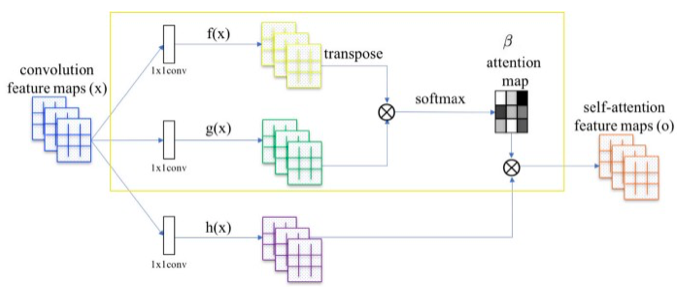 convolution
feature maps (x)
f(x)
1x1conv
transpose
g(x)
1x1conv
softmax
β
attention
map
self-attention
feature maps (o)
h(x)
1x1conv